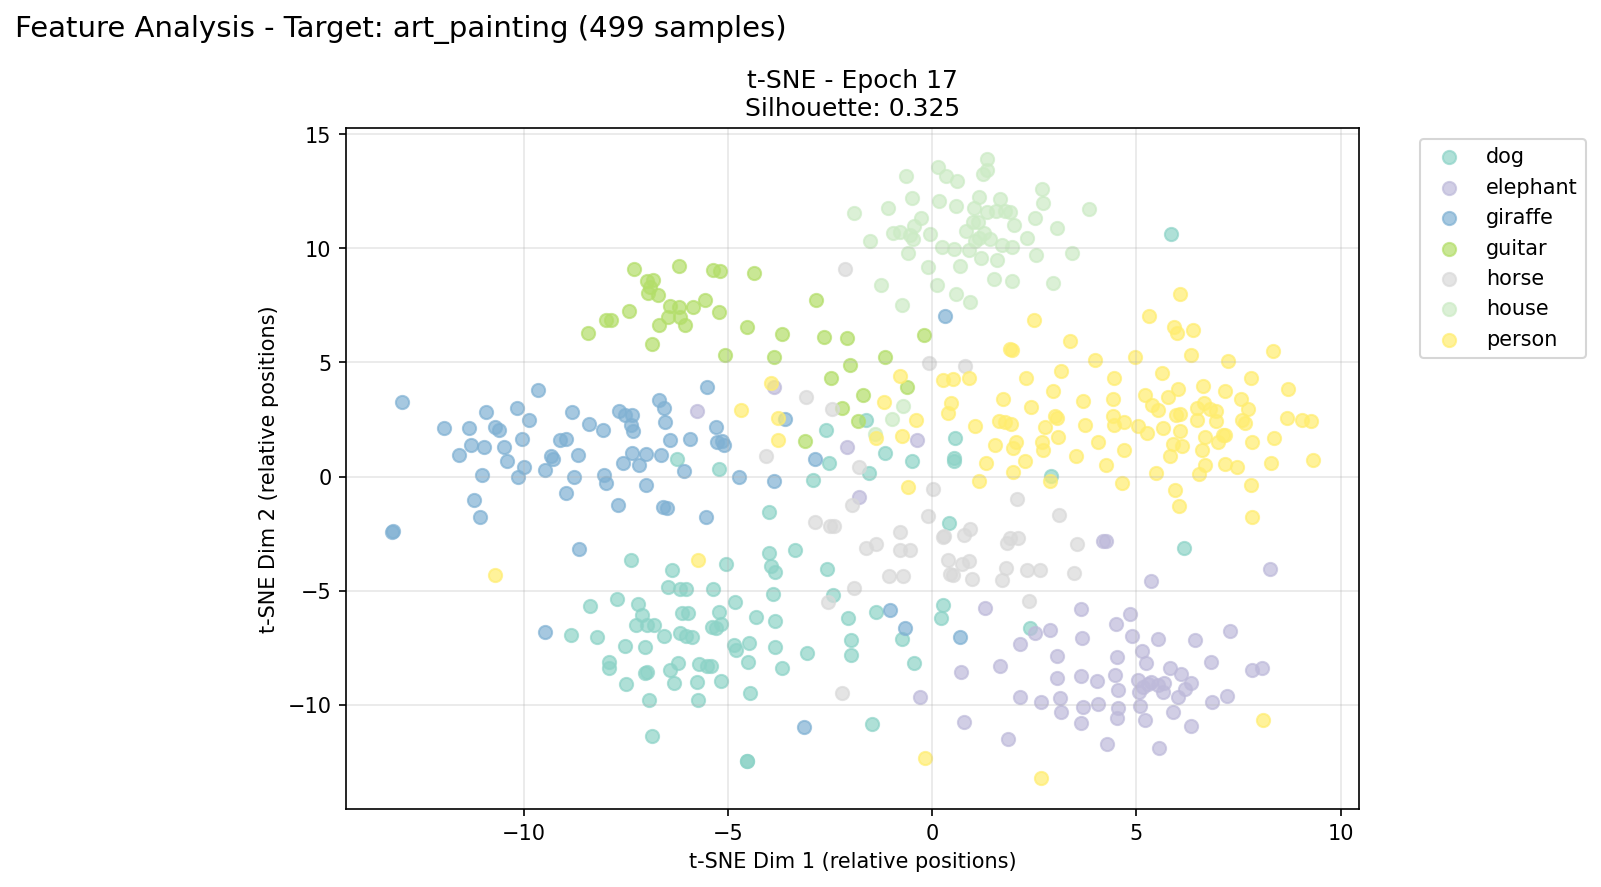 Feature Analysis - Target: art_painting (499 samples)
t-SNE - Epoch 17
Silhouette: 0.325
15
10
5
0
−5
−10
t-SNE Dim 2 (relative positions)
−10
−5
0
5
10
t-SNE Dim 1 (relative positions)
dog
elephant
giraffe
guitar
horse
house
person